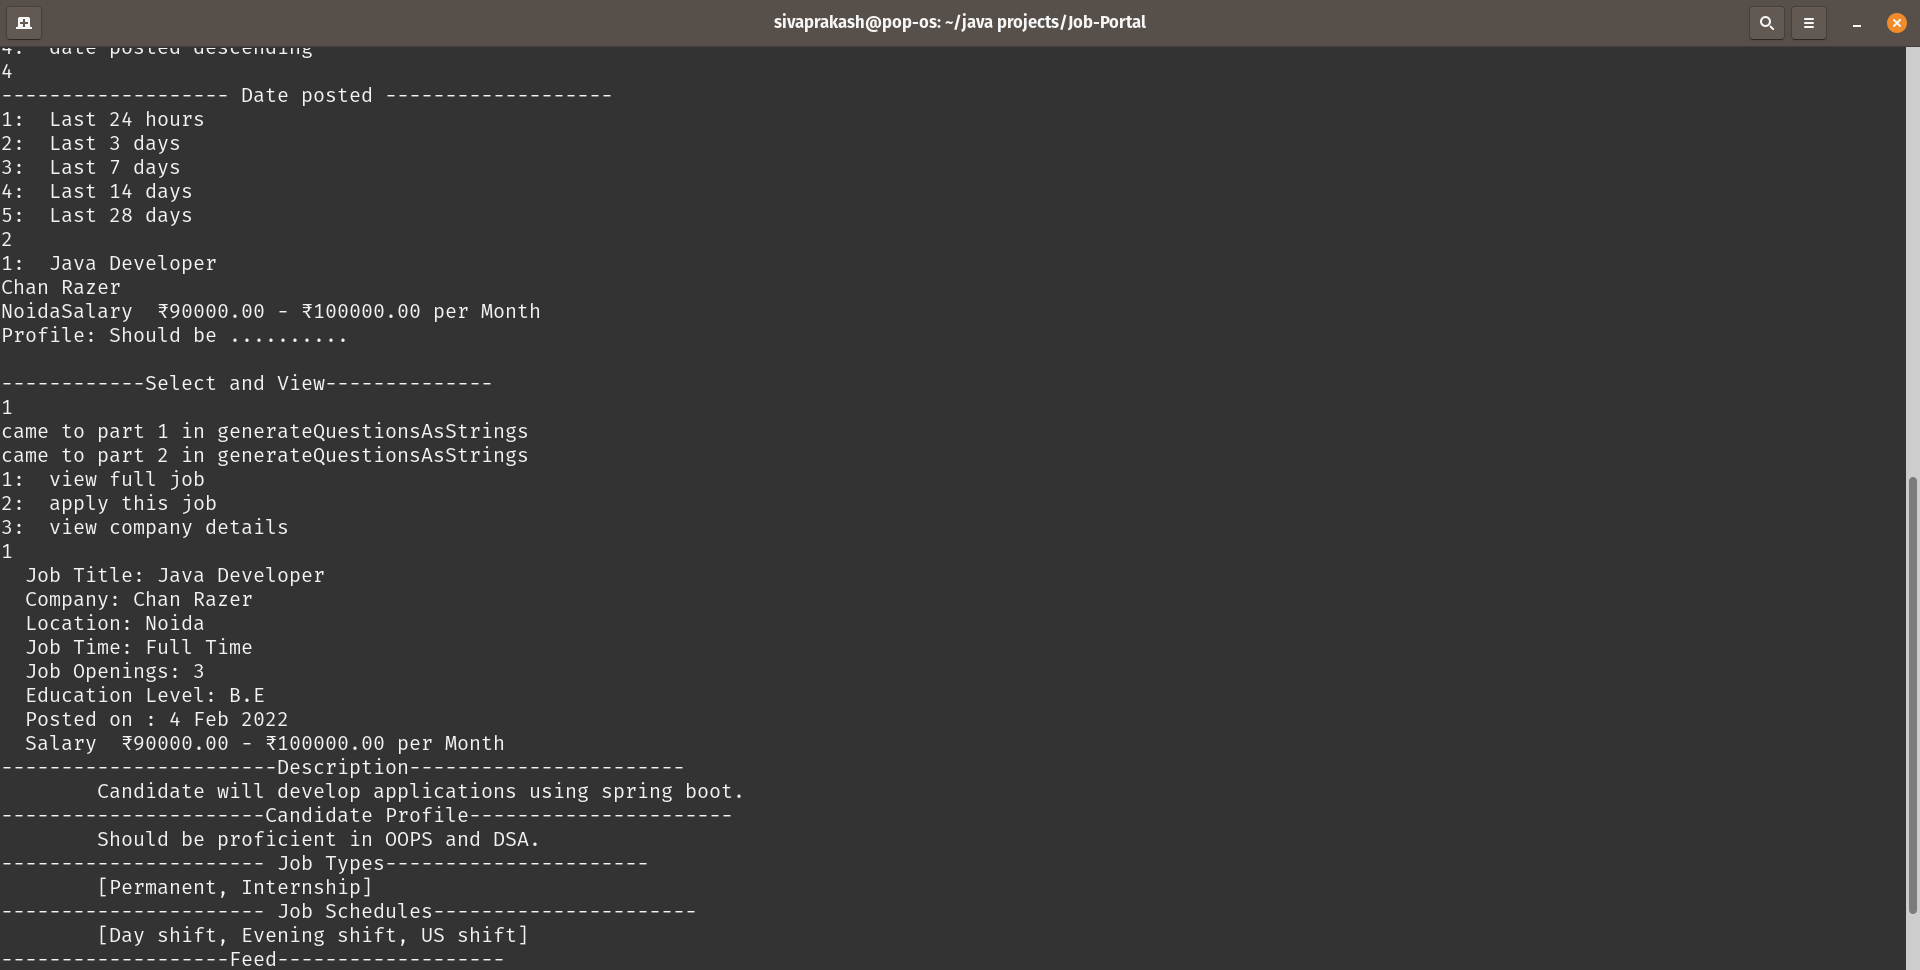 sivaprakash@pop-os: ~/java projects/Job-Portal
4:  date posted descending
4
------------------- Date posted -------------------
1:  Last 24 hours
2:  Last 3 days
3:  Last 7 days
4:  Last 14 days
5:  Last 28 days
2
1:  Java Developer
Chan Razer
NoidaSalary  ₹90000.00 - ₹100000.00 per Month
Profile: Should be ..........
------------Select and View--------------
1
came to part 1 in generateQuestionsAsStrings
came to part 2 in generateQuestionsAsStrings
1:  view full job
2:  apply this job
3:  view company details
1
  Job Title: Java Developer
  Company: Chan Razer
  Location: Noida
  Job Time: Full Time
  Job Openings: 3
  Education Level: B.E
  Posted on : 4 Feb 2022
  Salary  ₹90000.00 - ₹100000.00 per Month
-----------------------Description-----------------------
        Candidate will develop applications using spring boot.
----------------------Candidate Profile----------------------
        Should be proficient in OOPS and DSA.
---------------------- Job Types----------------------
        [Permanent, Internship]
---------------------- Job Schedules----------------------
        [Day shift, Evening shift, US shift]
-------------------Feed-------------------